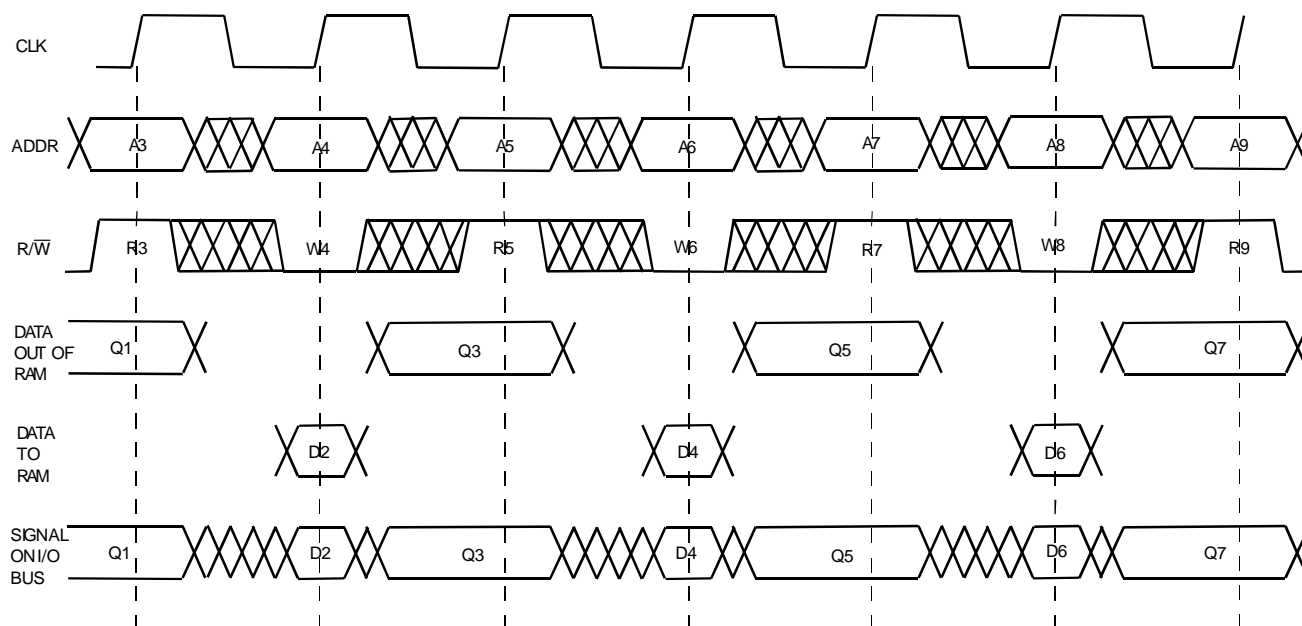 CLK
ADDR A3 A4 A5 A6 A7 A8 A9
R/W̅ R3 W4 R5 W6 R7 W8 R9
DATA
OUT OF
RAM
Q1 Q3 Q5 Q7
DATA
TO
RAM
D2 D4 D6
SIGNAL
ON I/O
BUS
Q1 D2 Q3 D4 Q5 D6 Q7